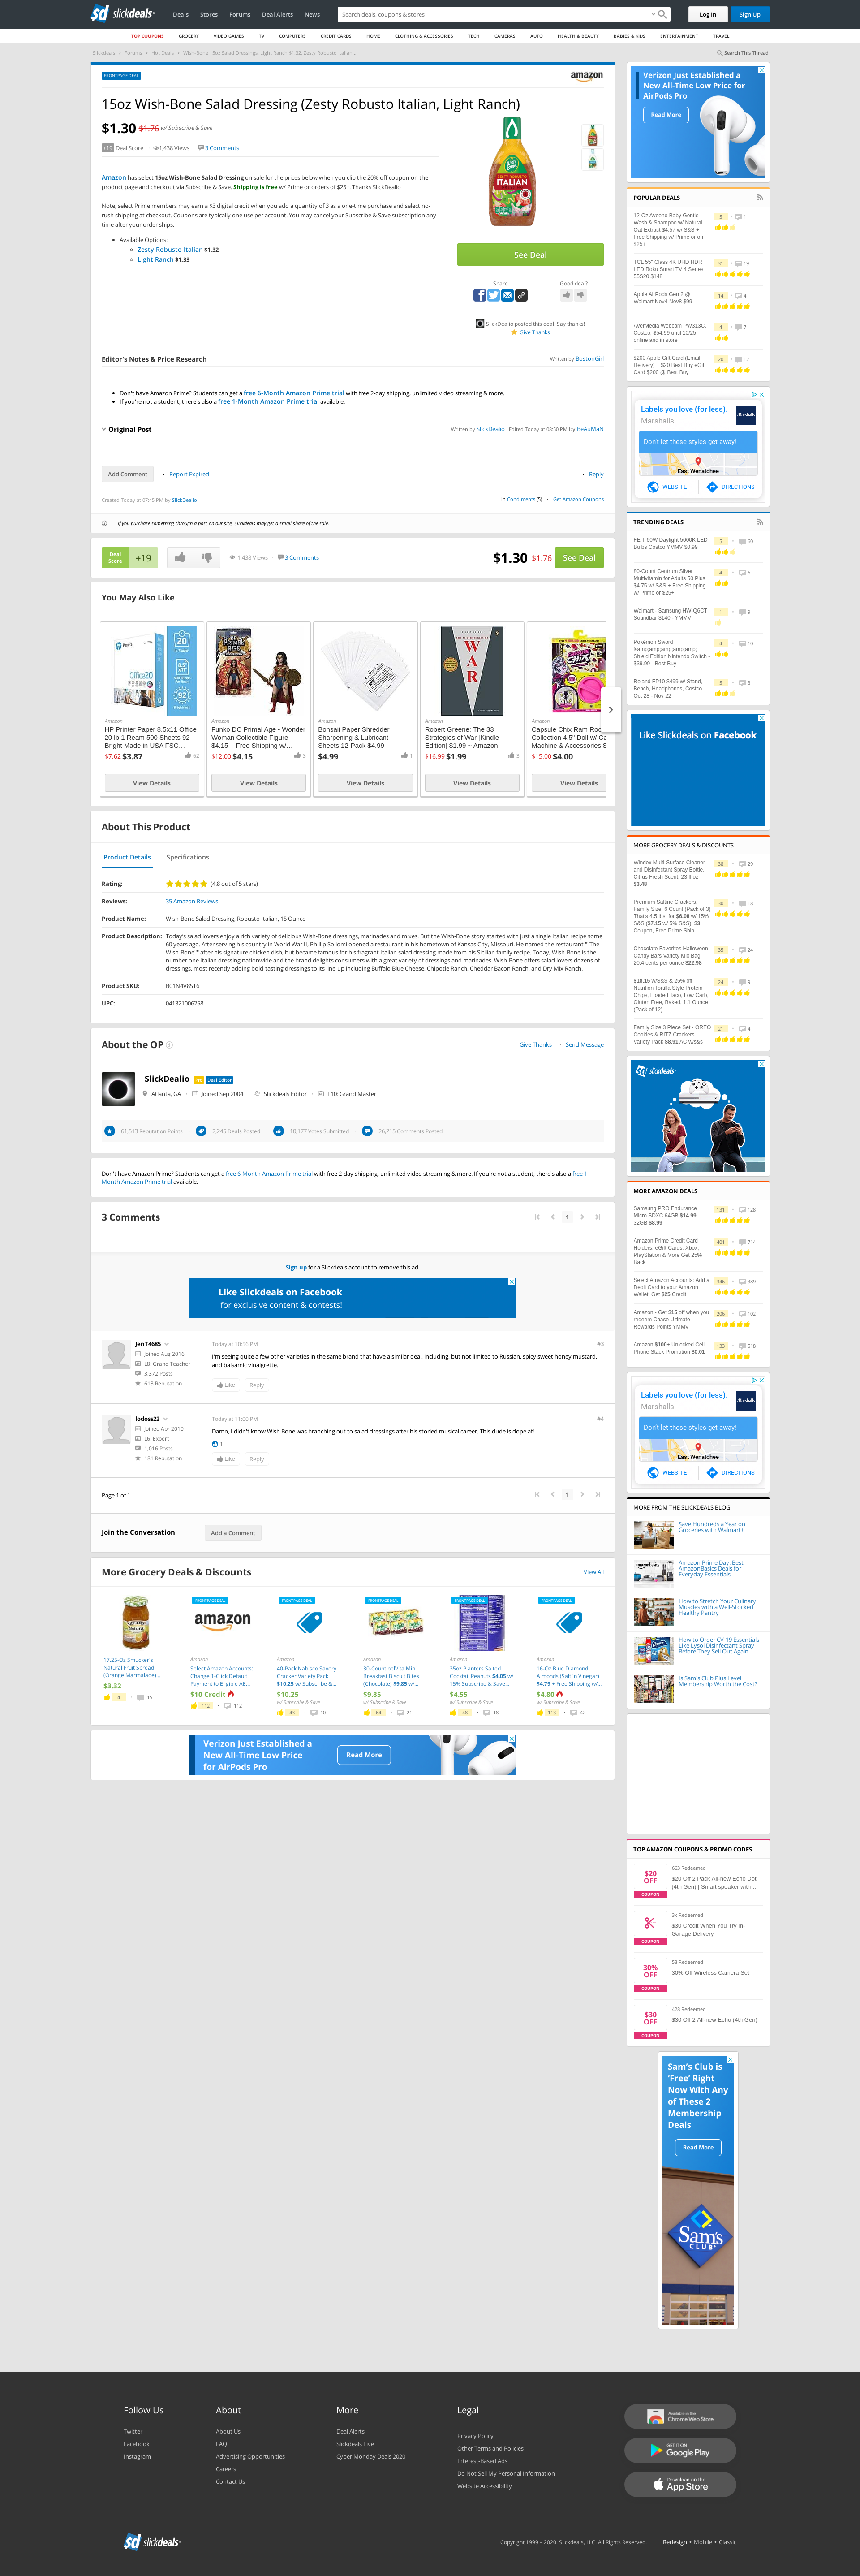 slickdeals
Deals Stores Forums Deal Alerts News
Search deals, coupons & stores
Log In
Sign Up
TOP COUPONS GROCERY VIDEO GAMES TV COMPUTERS CREDIT CARDS HOME CLOTHING & ACCESSORIES TECH CAMERAS AUTO HEALTH & BEAUTY BABIES & KIDS ENTERTAINMENT TRAVEL
Slickdeals Forums Hot Deals Wish-Bone 15oz Salad Dressings: Light Ranch $1.32, Zesty Robusto Italian ...
Search This Thread
FRONTPAGE DEAL
amazon
15oz Wish-Bone Salad Dressing (Zesty Robusto Italian, Light Ranch)
$1.30 $1.76 w/ Subscribe & Save
+19 Deal Score 1,438 Views 3 Comments
Amazon has select 15oz Wish-Bone Salad Dressing on sale for the prices below when you clip the 20% off coupon on the
product page and checkout via Subscribe & Save. Shipping is free w/ Prime or orders of $25+. Thanks SlickDealio
Note, select Prime members may earn a $3 digital credit when you add a quantity of 3 as a one-time purchase and select no-
rush shipping at checkout. Coupons are typically one use per account. You may cancel your Subscribe & Save subscription any
time after your order ships.
Available Options:
Zesty Robusto Italian $1.32
Light Ranch $1.33
See Deal
Share
Good deal?
SlickDealio posted this deal. Say thanks!
Give Thanks
Editor's Notes & Price Research
Written by BostonGirl
Don't have Amazon Prime? Students can get a free 6-Month Amazon Prime trial with free 2-day shipping, unlimited video streaming & more.
If you're not a student, there's also a free 1-Month Amazon Prime trial available.
Original Post
Written by SlickDealio Edited Today at 08:50 PM by BeAuMaN
Add Comment
Report Expired
Reply
Created Today at 07:45 PM by SlickDealio
in Condiments (5) Get Amazon Coupons
If you purchase something through a post on our site, Slickdeals may get a small share of the sale.
Deal Score +19
1,438 Views 3 Comments
$1.30 $1.76 See Deal
You May Also Like
Amazon
HP Printer Paper 8.5x11 Office
20 lb 1 Ream 500 Sheets 92
Bright Made in USA FSC...
$7.62 $3.87 62
View Details
Amazon
Funko DC Primal Age - Wonder
Woman Collectible Figure
$4.15 + Free Shipping w/...
$12.00 $4.15 3
View Details
Amazon
Bonsaii Paper Shredder
Sharpening & Lubricant
Sheets,12-Pack $4.99
$4.99 1
View Details
Amazon
Robert Greene: The 33
Strategies of War [Kindle
Edition] $1.99 ~ Amazon
$16.99 $1.99 3
View Details
Amazon
Capsule Chix Ram Roc
Collection 4.5" Doll w/ Ca
Machine & Accessories $
$15.00 $4.00
View Details
About This Product
Product Details
Specifications
Rating: (4.8 out of 5 stars)
Reviews: 35 Amazon Reviews
Product Name: Wish-Bone Salad Dressing, Robusto Italian, 15 Ounce
Product Description: Today's salad lovers enjoy a rich variety of delicious Wish-Bone dressings, marinades and mixes. But the Wish-Bone story started with just a single Italian recipe some
60 years ago. After serving his country in World War II, Phillip Sollomi opened a restaurant in his hometown of Kansas City, Missouri. He named the restaurant ""The
Wish-Bone"" after his signature chicken dish, but became famous for his fragrant Italian salad dressing made from his Sicilian family recipe. Today, Wish-Bone is the
number one Italian dressings nationwide and the brand delights consumers with a great variety of dressings and marinades. Wish-Bone offers salad lovers dozens of
dressings, most recently adding bold-tasting dressings to its line-up including Buffalo Blue Cheese, Chipotle Ranch, Cheddar Bacon Ranch, and Dry Mix Ranch.
Product SKU: B01N4V8ST6
UPC: 041321006258
About the OP
Give Thanks Send Message
SlickDealio Pro Deal Editor
Atlanta, GA Joined Sep 2004 Slickdeals Editor L10: Grand Master
61,513 Reputation Points 2,245 Deals Posted 10,177 Votes Submitted 26,215 Comments Posted
Don't have Amazon Prime? Students can get a free 6-Month Amazon Prime trial with free 2-day shipping, unlimited video streaming & more. If you're not a student, there's also a free 1-
Month Amazon Prime trial available.
3 Comments
1
Sign up for a Slickdeals account to remove this ad.
Like Slickdeals on Facebook
for exclusive content & contests!
JenT4685
Joined Aug 2016
L8: Grand Teacher
3,372 Posts
613 Reputation
Today at 10:56 PM
#3
I'm seeing quite a few other varieties in the same brand that have a similar deal, including, but not limited to Russian, spicy sweet honey mustard,
and balsamic vinaigrette.
Like Reply
lodoss22
Joined Apr 2010
L6: Expert
1,016 Posts
181 Reputation
Today at 11:00 PM
#4
Damn, I didn't know Wish Bone was branching out to salad dressings after his storied musical career. This dude is dope af!
1
Like Reply
Page 1 of 1
1
Join the Conversation
Add a Comment
More Grocery Deals & Discounts
View All
17.25-Oz Smucker's
Natural Fruit Spread
(Orange Marmalade)...
$3.32
4 15
FRONTPAGE DEAL
amazon
Amazon
Select Amazon Accounts:
Change 1-Click Default
Payment to Eligible AE...
$10 Credit
112 112
FRONTPAGE DEAL
Amazon
40-Pack Nabisco Savory
Cracker Variety Pack
$10.25 w/ Subscribe &...
$10.25
w/ Subscribe & Save
43 10
FRONTPAGE DEAL
Amazon
30-Count belVita Mini
Breakfast Biscuit Bites
(Chocolate) $9.85 w/...
$9.85
w/ Subscribe & Save
64 21
FRONTPAGE DEAL
Amazon
35oz Planters Salted
Cocktail Peanuts $4.05 w/
15% Subscribe & Save...
$4.55
w/ Subscribe & Save
48 18
FRONTPAGE DEAL
Amazon
16-Oz Blue Diamond
Almonds (Salt 'n Vinegar)
$4.79 + Free Shipping w/...
$4.80
w/ Subscribe & Save
113 42
Verizon Just Established a
New All-Time Low Price
for AirPods Pro
Read More
Verizon Just Established a
New All-Time Low Price for
AirPods Pro
Read More
POPULAR DEALS
12-Oz Aveeno Baby Gentle
Wash & Shampoo w/ Natural
Oat Extract $4.57 w/ S&S +
Free Shipping w/ Prime or on
$25+
5 1
TCL 55" Class 4K UHD HDR
LED Roku Smart TV 4 Series
55S20 $148
31 19
Apple AirPods Gen 2 @
Walmart Nov4-Nov8 $99
14 4
AverMedia Webcam PW313C,
Costco, $54.99 until 10/25
online and in store
4 7
$200 Apple Gift Card (Email
Delivery) + $20 Best Buy eGift
Card $200 @ Best Buy
20 12
Labels you love (for less).
Marshalls
Don't let these styles get away!
East Wenatchee
WEBSITE DIRECTIONS
TRENDING DEALS
FEIT 60W Daylight 5000K LED
Bulbs Costco YMMV $0.99
5 60
80-Count Centrum Silver
Multivitamin for Adults 50 Plus
$4.75 w/ S&S + Free Shipping
w/ Prime or $25+
4 6
Walmart - Samsung HW-Q6CT
Soundbar $140 - YMMV
1 9
Pokémon Sword
&amp;amp;amp;amp;amp;
Shield Edition Nintendo Switch -
$39.99 - Best Buy
4 10
Roland FP10 $499 w/ Stand,
Bench, Headphones, Costco
Oct 28 - Nov 22
5 3
Like Slickdeals on Facebook
MORE GROCERY DEALS & DISCOUNTS
Windex Multi-Surface Cleaner
and Disinfectant Spray Bottle,
Citrus Fresh Scent, 23 fl oz
$3.48
38 29
Premium Saltine Crackers,
Family Size, 6 Count (Pack of 3)
That's 4.5 lbs. for $6.08 w/ 15%
S&S ($7.15 w/ 5% S&S), $3
Coupon, Free Prime Ship
30 18
Chocolate Favorites Halloween
Candy Bars Variety Mix Bag,
20.4 cents per ounce $22.98
35 24
$18.15 w/S&S & 25% off
Nutrition Tortilla Style Protein
Chips, Loaded Taco, Low Carb,
Gluten Free, Baked, 1.1 Ounce
(Pack of 12)
24 9
Family Size 3 Piece Set - OREO
Cookies & RITZ Crackers
Variety Pack $8.91 AC w/s&s
21 4
slickdeals
MORE AMAZON DEALS
Samsung PRO Endurance
Micro SDXC 64GB $14.99,
32GB $8.99
131 128
Amazon Prime Credit Card
Holders: eGift Cards: Xbox,
PlayStation & More Get 25%
Back
401 714
Select Amazon Accounts: Add a
Debit Card to your Amazon
Wallet, Get $25 Credit
346 389
Amazon - Get $15 off when you
redeem Chase Ultimate
Rewards Points YMMV
206 102
Amazon $100+ Unlocked Cell
Phone Slack Promotion $0.01
133 518
Labels you love (for less).
Marshalls
Don't let these styles get away!
East Wenatchee
WEBSITE DIRECTIONS
MORE FROM THE SLICKDEALS BLOG
Save Hundreds a Year on
Groceries with Walmart+
Amazon Prime Day: Best
AmazonBasics Deals for
Everyday Essentials
How to Stretch Your Culinary
Muscles with a Well-Stocked
Healthy Pantry
How to Order CV-19 Essentials
Like Lysol Disinfectant Spray
Before They Sell Out Again
Is Sam's Club Plus Level
Membership Worth the Cost?
TOP AMAZON COUPONS & PROMO CODES
$20 OFF
COUPON
663 Redeemed
$20 Off 2 Pack All-new Echo Dot
(4th Gen) | Smart speaker with...
COUPON
3k Redeemed
$30 Credit When You Try In-
Garage Delivery
30% OFF
COUPON
53 Redeemed
30% Off Wireless Camera Set
$30 OFF
COUPON
428 Redeemed
$30 Off 2 All-new Echo (4th Gen)
Sam's Club is
'Free' Right
Now With Any
of These 2
Membership
Deals
Read More
Sam's CLUB
Follow Us
Twitter
Facebook
Instagram
About
About Us
FAQ
Advertising Opportunities
Careers
Contact Us
More
Deal Alerts
Slickdeals Live
Cyber Monday Deals 2020
Legal
Privacy Policy
Other Terms and Policies
Interest-Based Ads
Do Not Sell My Personal Information
Website Accessibility
Available in the
Chrome Web Store
GET IT ON
Google Play
Download on the
App Store
slickdeals
Copyright 1999 - 2020. Slickdeals, LLC. All Rights Reserved. Redesign • Mobile • Classic